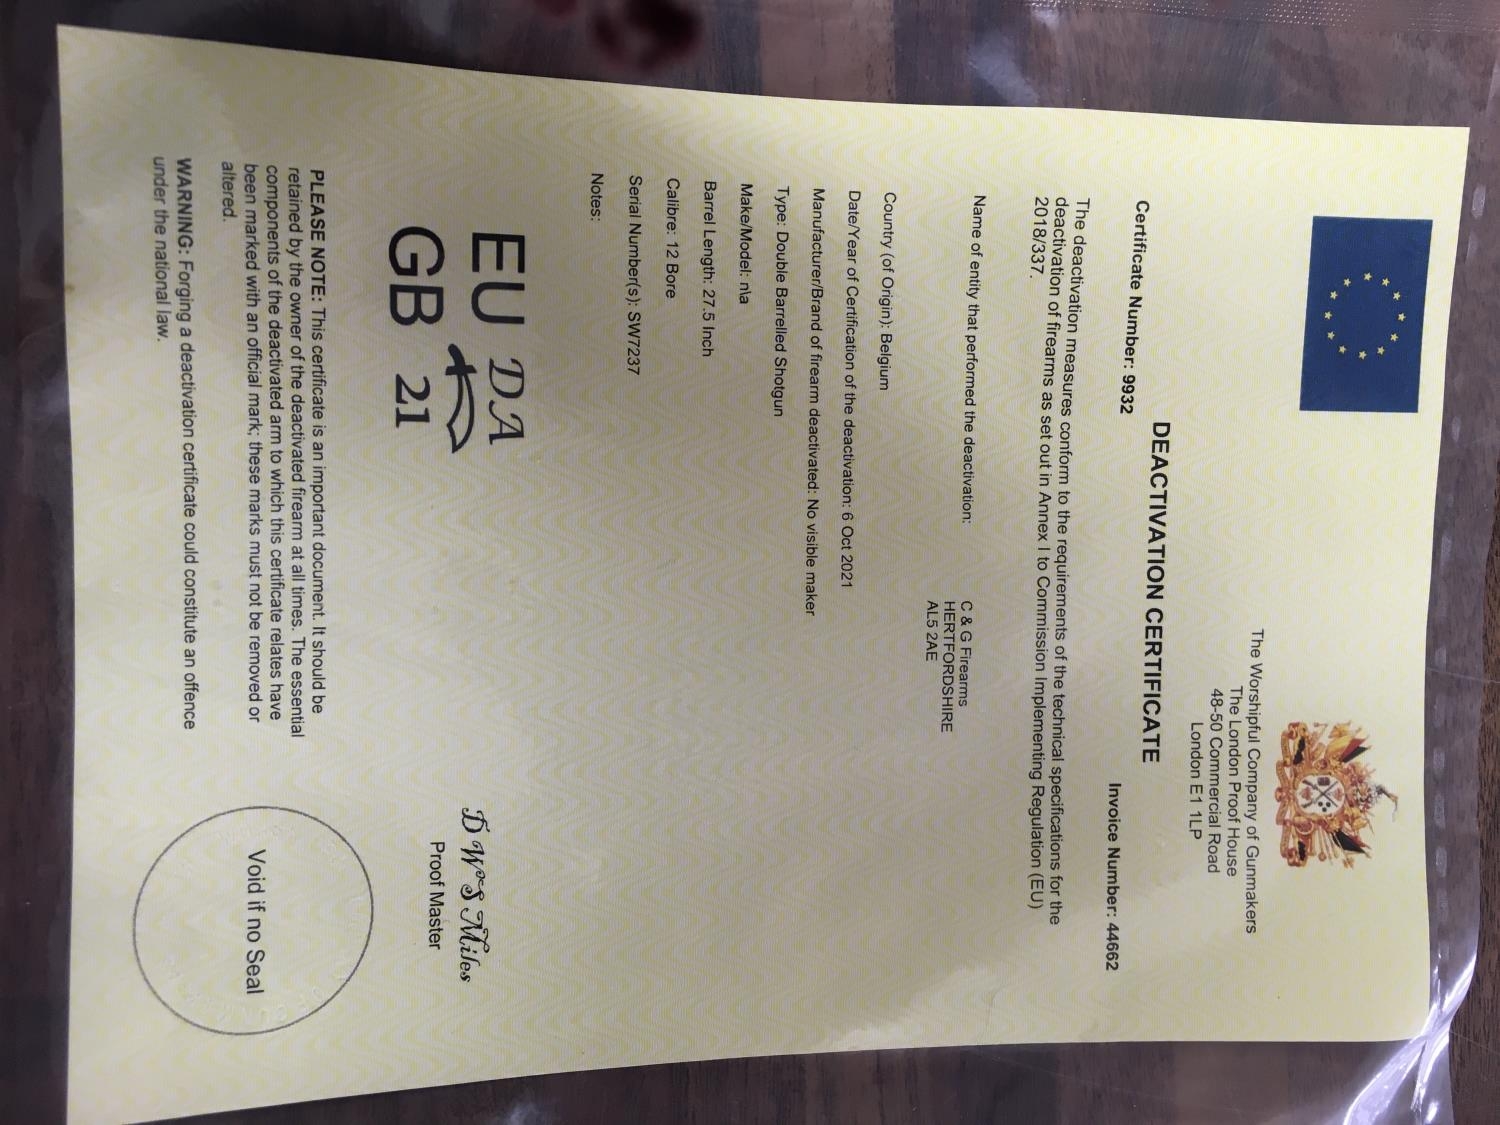 The Worshipful Company of Gunmakers
The London Proof House
48-50 Commercial Road
London E1 1LP
DEACTIVATION CERTIFICATE
Certificate Number: 9932
Invoice Number: 44662
The deactivation measures conform to the requirements of the technical specifications for the
deactivation of firearms as set out in Annex I to Commission Implementing Regulation (EU)
2018/337.
Name of entity that performed the deactivation:
C & G Firearms
HERTFORDSHIRE
AL5 2AE
Country (of Origin): Belgium
Date/Year of Certification of the deactivation: 6 Oct 2021
Manufacturer/Brand of firearm deactivated: No visible maker
Type: Double Barrelled Shotgun
Make/Model: n\a
Barrel Length: 27.5 Inch
Calibre: 12 Bore
Serial Number(s): SW7237
Notes:
EU DA
GB 21
D W S Miles
Proof Master
PLEASE NOTE: This certificate is an important document. It should be
retained by the owner of the deactivated firearm at all times. The essential
components of the deactivated arm to which this certificate relates have
been marked with an official mark; these marks must not be removed or
altered.
WARNING: Forging a deactivation certificate could constitute an offence
under the national law.
Void if no Seal